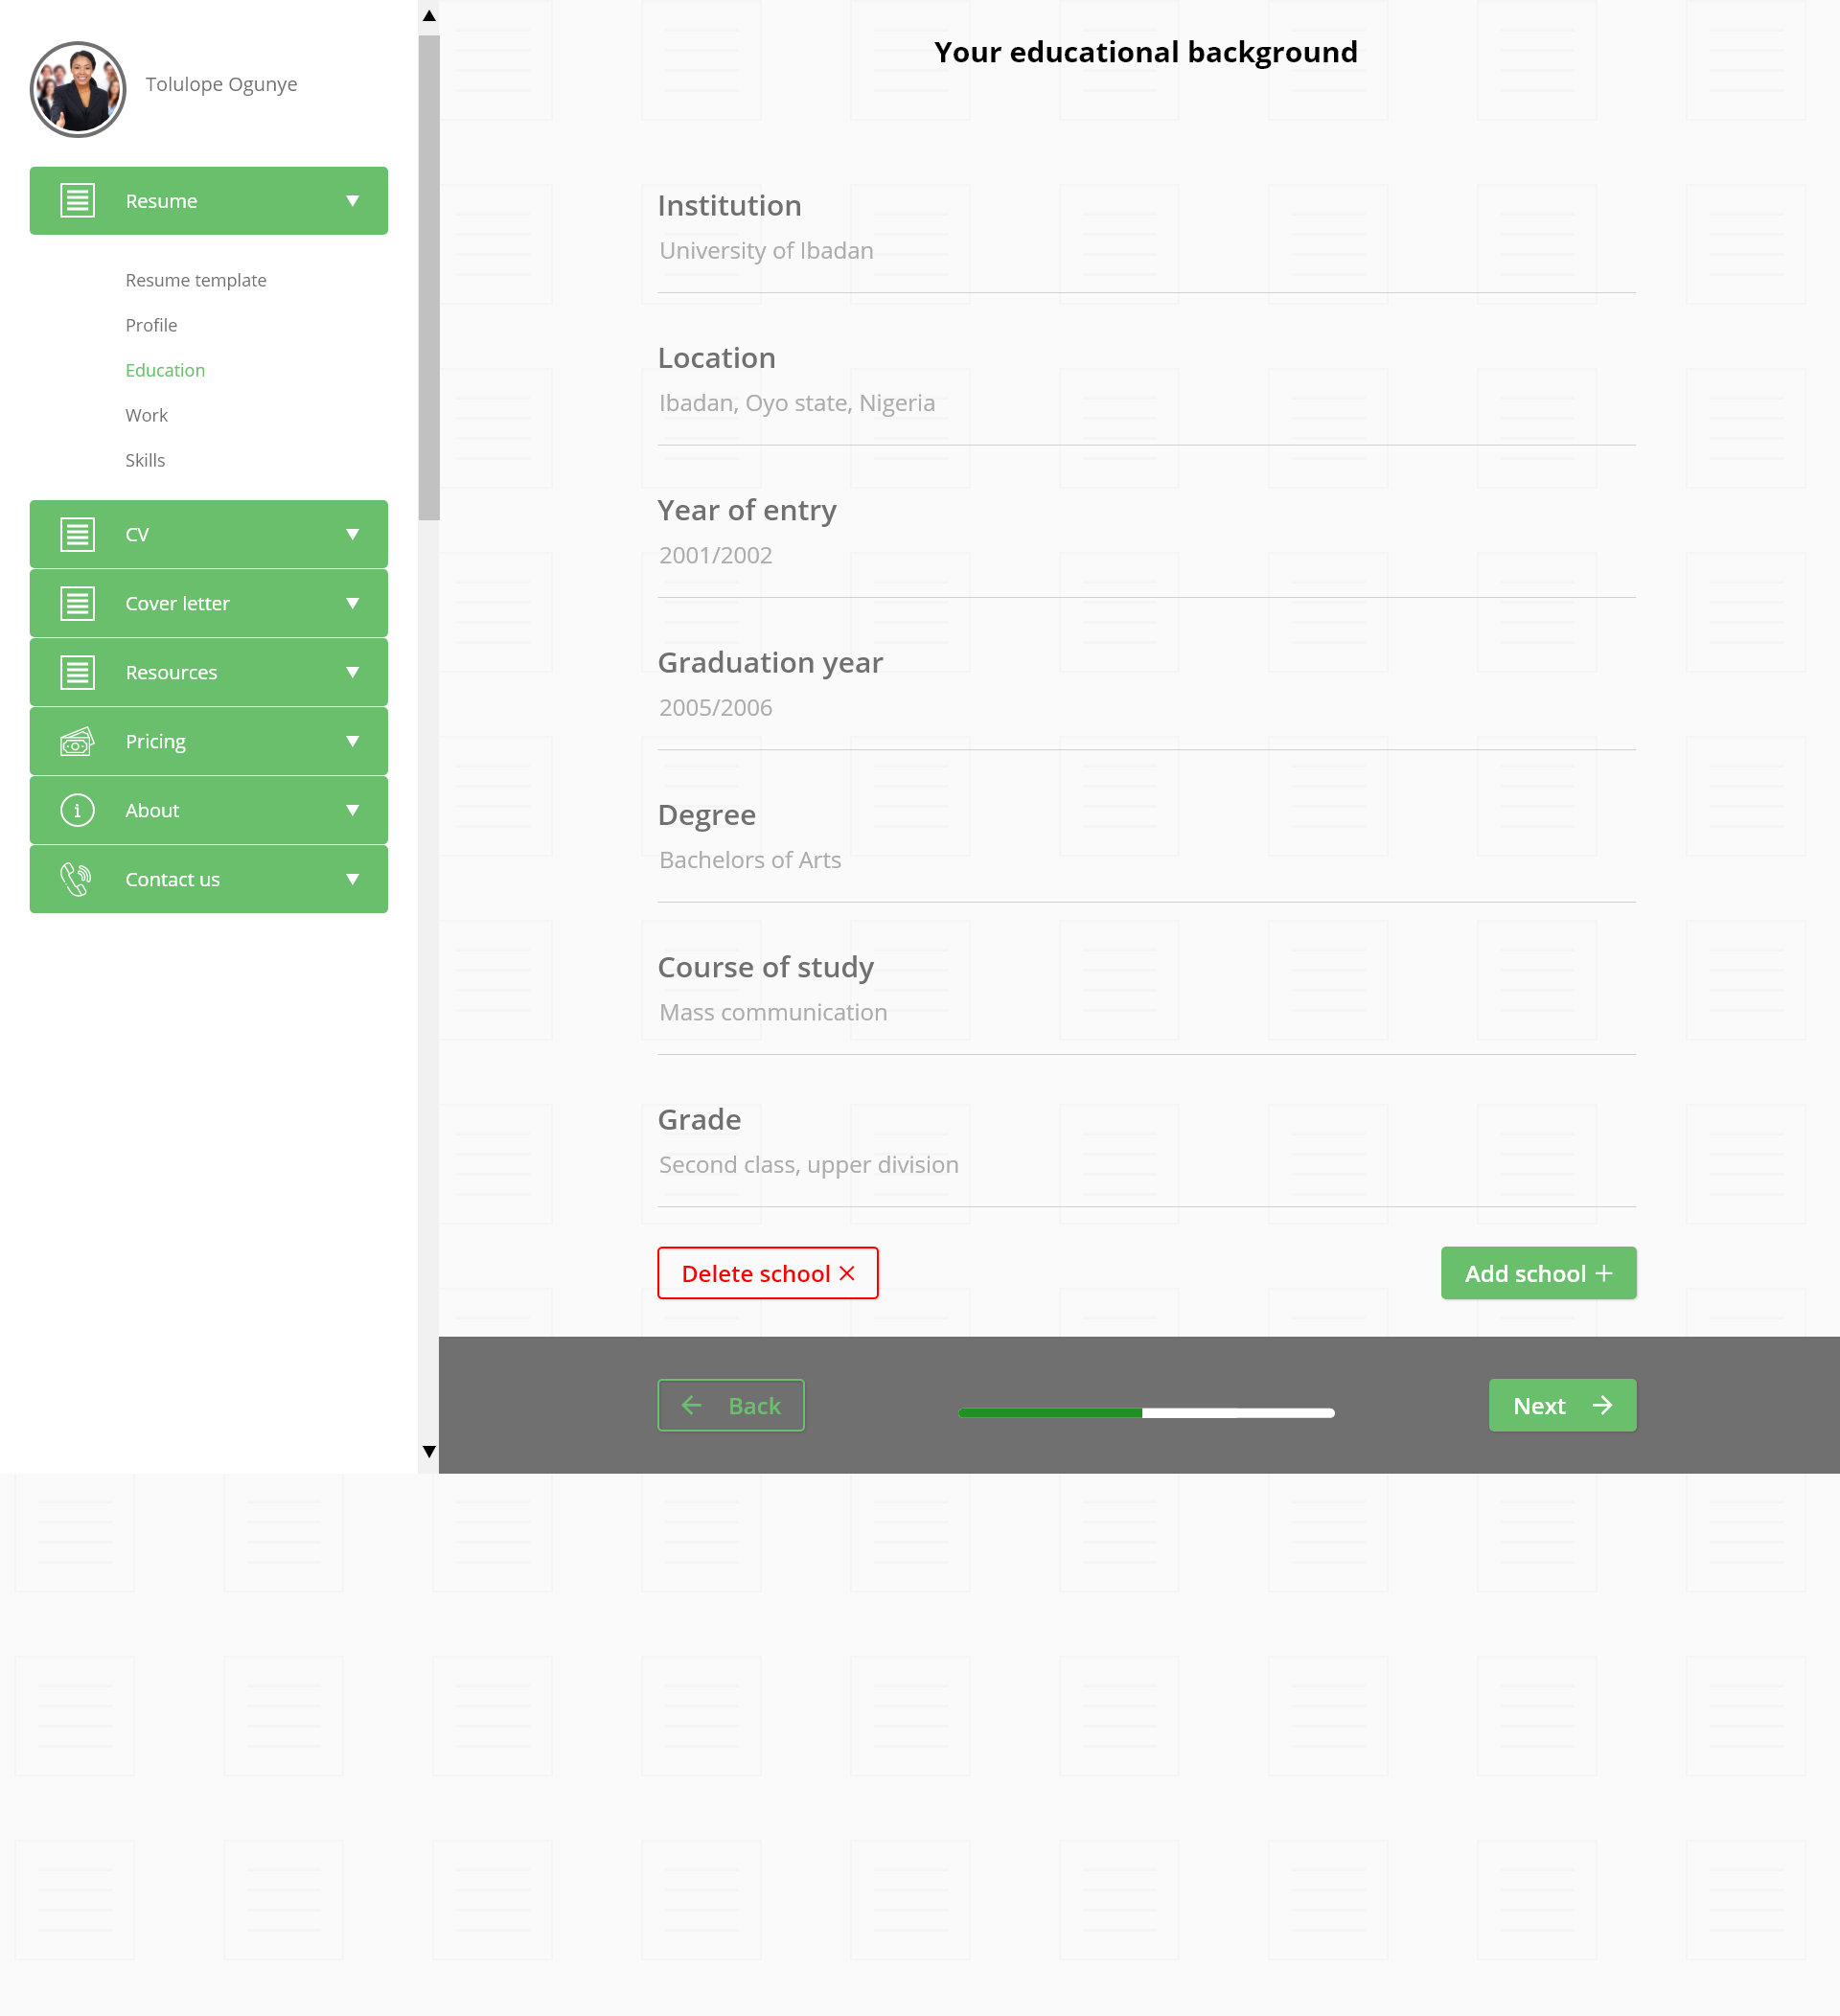 Tolulope Ogunye
Resume
Resume template
Profile
Education
Work
Skills
CV
Cover letter
Resources
Pricing
About
Contact us
Your educational background
Institution
University of Ibadan
Location
Ibadan, Oyo state, Nigeria
Year of entry
2001/2002
Graduation year
2005/2006
Degree
Bachelors of Arts
Course of study
Mass communication
Grade
Second class, upper division
Delete school
Add school
Back
Next